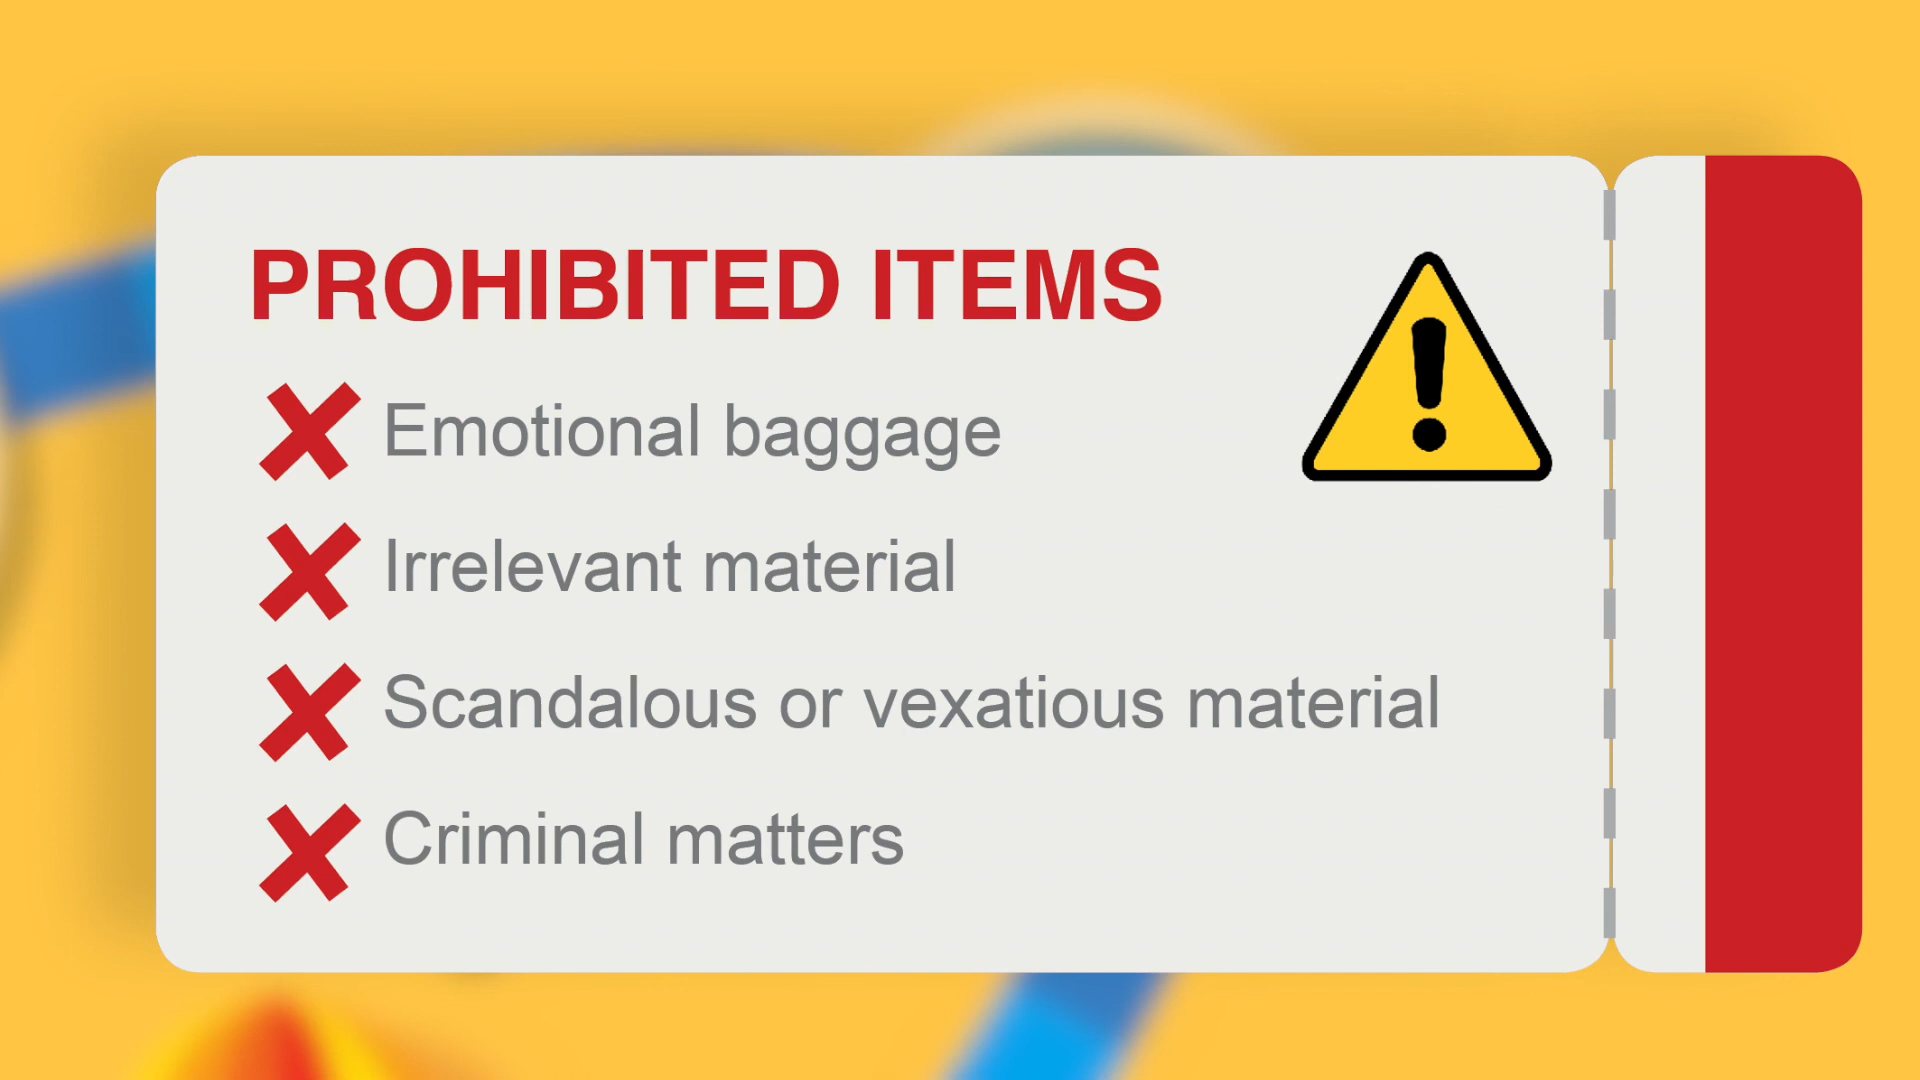 PROHIBITED ITEMS
Emotional baggage
Irrelevant material
Scandalous or vexatious material
Criminal matters